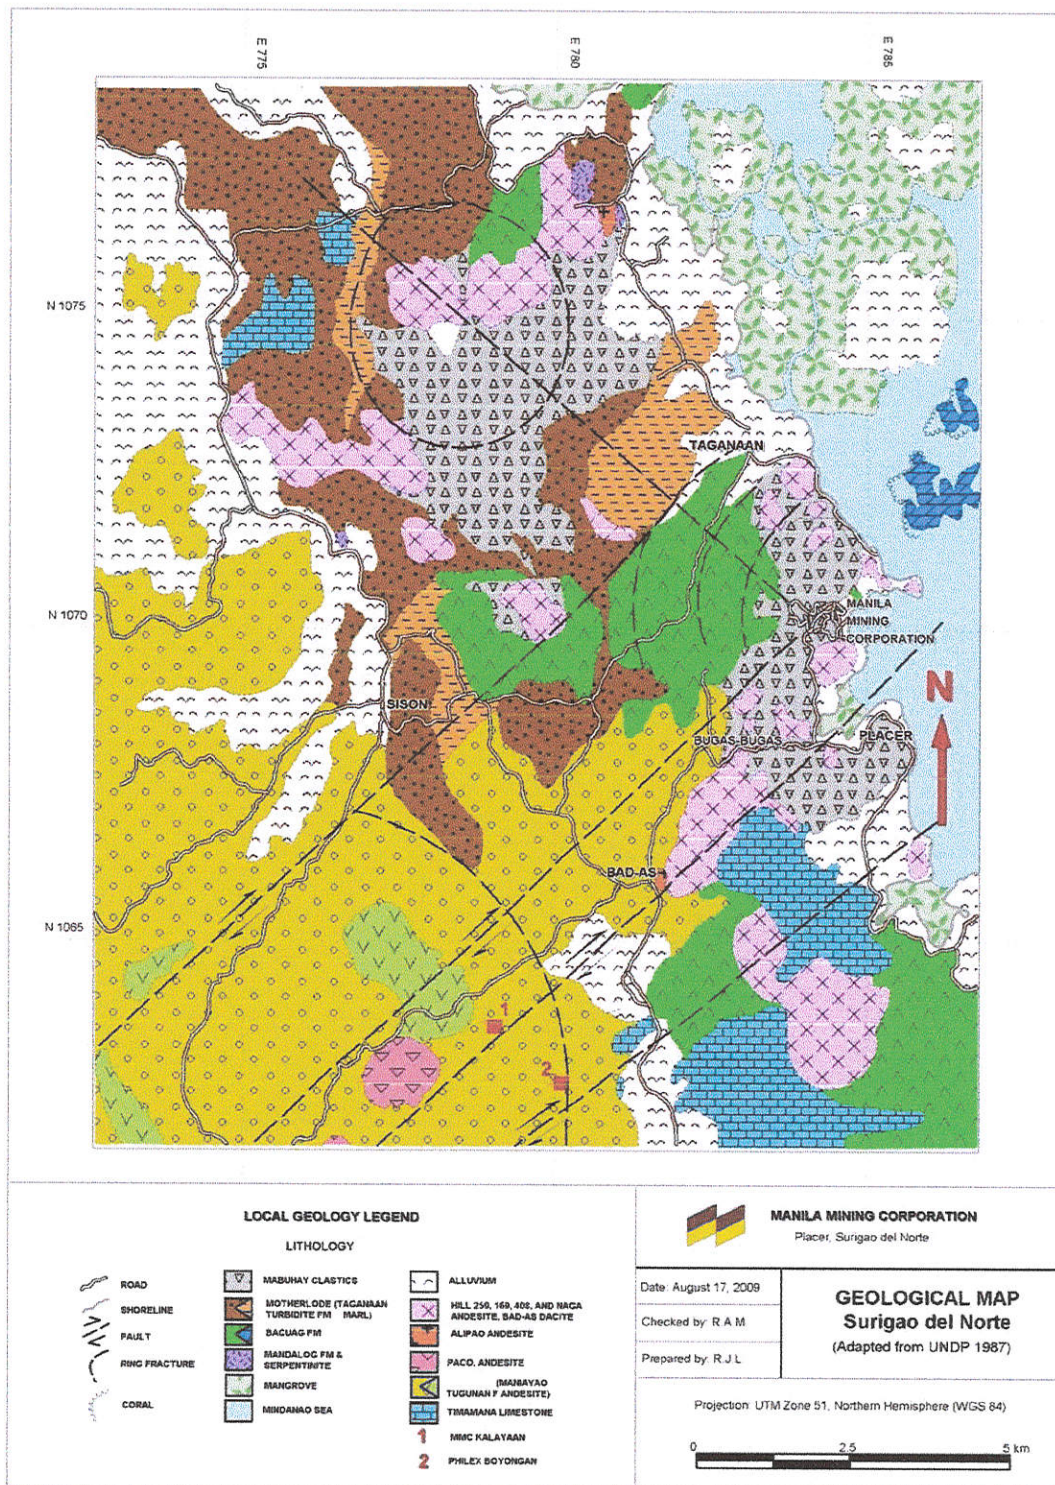 E 775
E 780
E 785
N 1075
N 1070
N 1065
TAGANAAN
MANILA
MINING
CORPORATION
N
SISON
BUGAS-BUGAS
PLACER
BAD-AS
1
2
LOCAL GEOLOGY LEGEND
LITHOLOGY
ROAD
SHORELINE
FAULT
RING FRACTURE
CORAL
MABUHAY CLASTICS
MOTHERLODE (TAGANAAN
TURBIDITE FM MARL)
BACUAG FM
MANDALOG FM &
SERPENTINITE
MANGROVE
MINDANAO SEA
ALLUVIUM
HILL 259, 169, 408, AND NAGA
ANDESITE, BAD-AS DACITE
ALIPAO ANDESITE
PACO, ANDESITE
(MANIAYAO
TUGUNAN F ANDESITE)
TIMAMANA LIMESTONE
1 MMC KALAYAAN
2 PHILEX BOYONGAN
MANILA MINING CORPORATION
Placer, Surigao del Norte
Date: August 17, 2009
Checked by: R A M
Prepared by: R.J L
GEOLOGICAL MAP
Surigao del Norte
(Adapted from UNDP 1987)
Projection: UTM Zone 51, Northern Hemisphere (WGS 84)
0 2.5 5 km